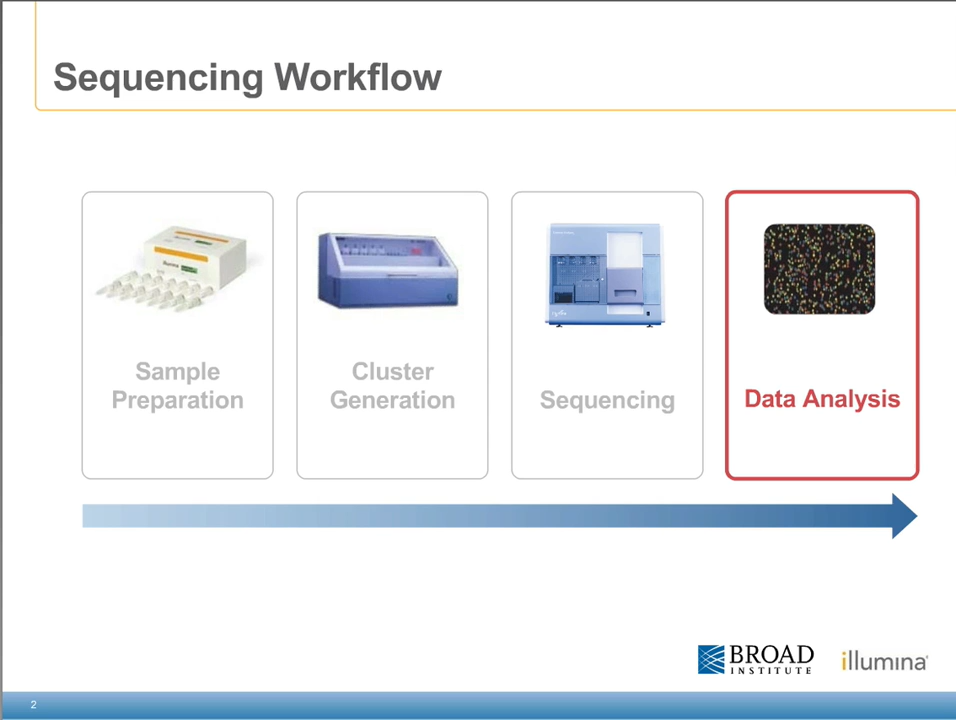 Sequencing Workflow
Sample
Preparation
Cluster
Generation
Sequencing
Data Analysis
BROAD
INSTITUTE
illumina
2